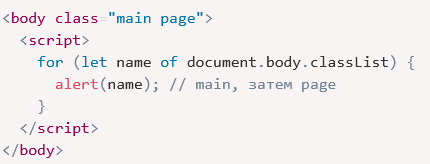 <body class="main page">
  <script>
    for (let name of document.body.classList) {
      alert(name); // main, затем page
    }
  </script>
</body>